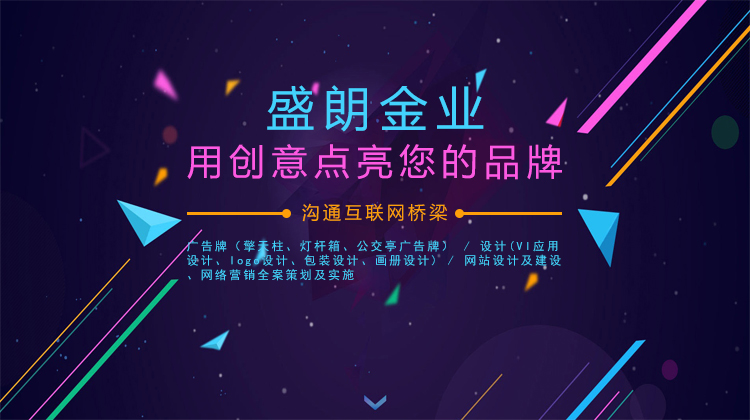 盛朗金业
用创意点亮您的品牌
沟通互联网桥梁
广告牌（擎天柱、灯杆箱、公交亭广告牌） / 设计(VI应用
设计、logo设计、包装设计、画册设计) / 网站设计及建设
、网络营销全案策划及实施